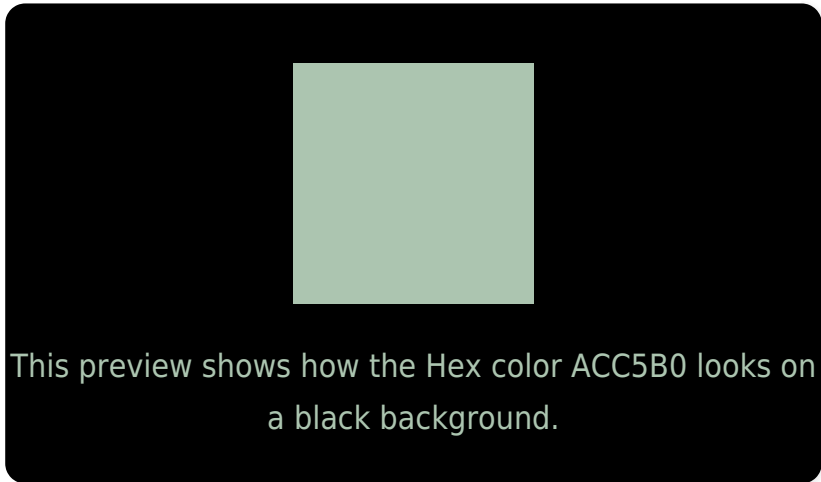 This preview shows how the Hex color ACC5B0 looks on
a black background.